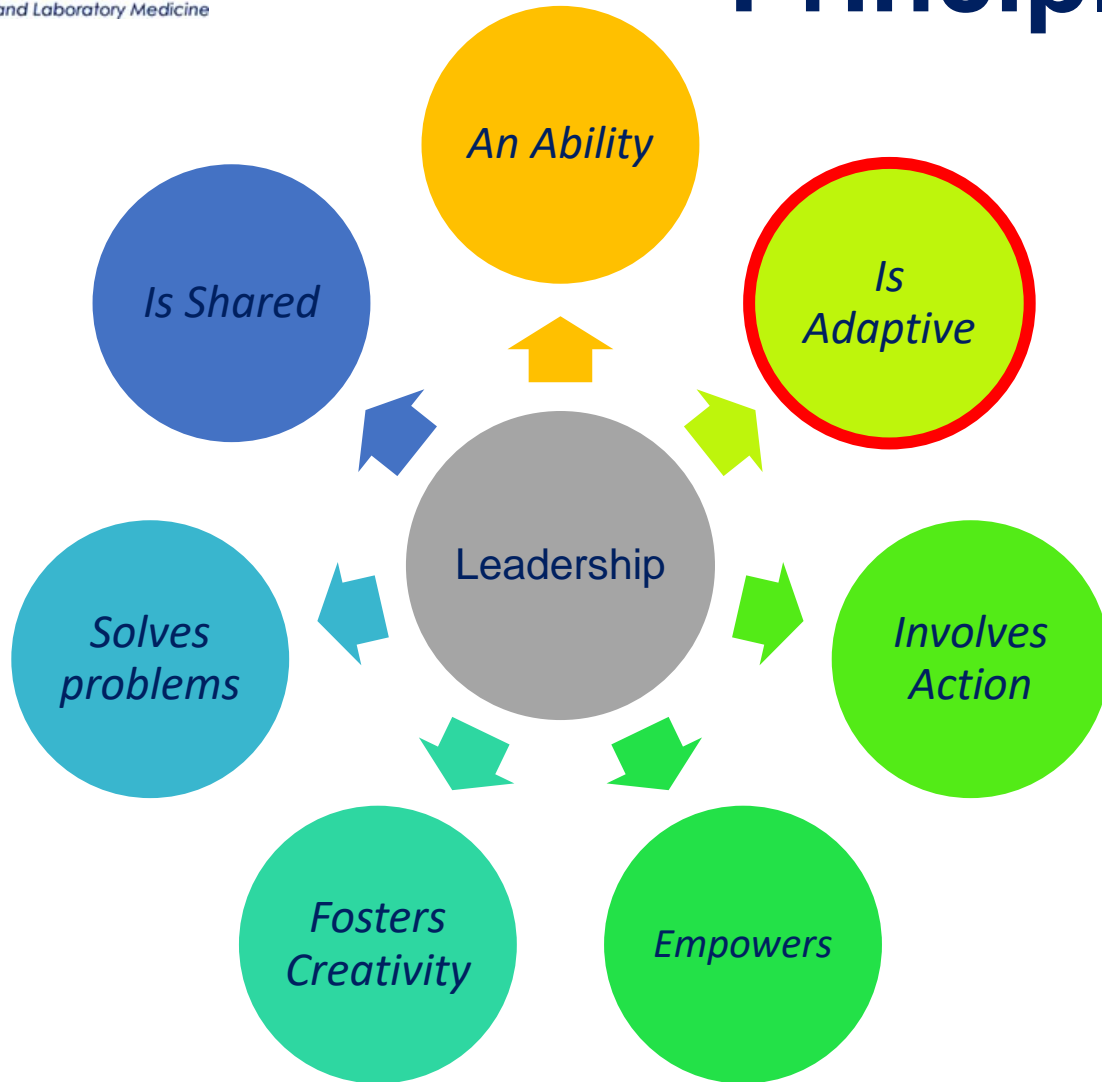 and Laboratory Medicine
An Ability
Is
Adaptive
Is Shared
Leadership
Involves
Action
Solves
problems
Fosters
Creativity
Empowers